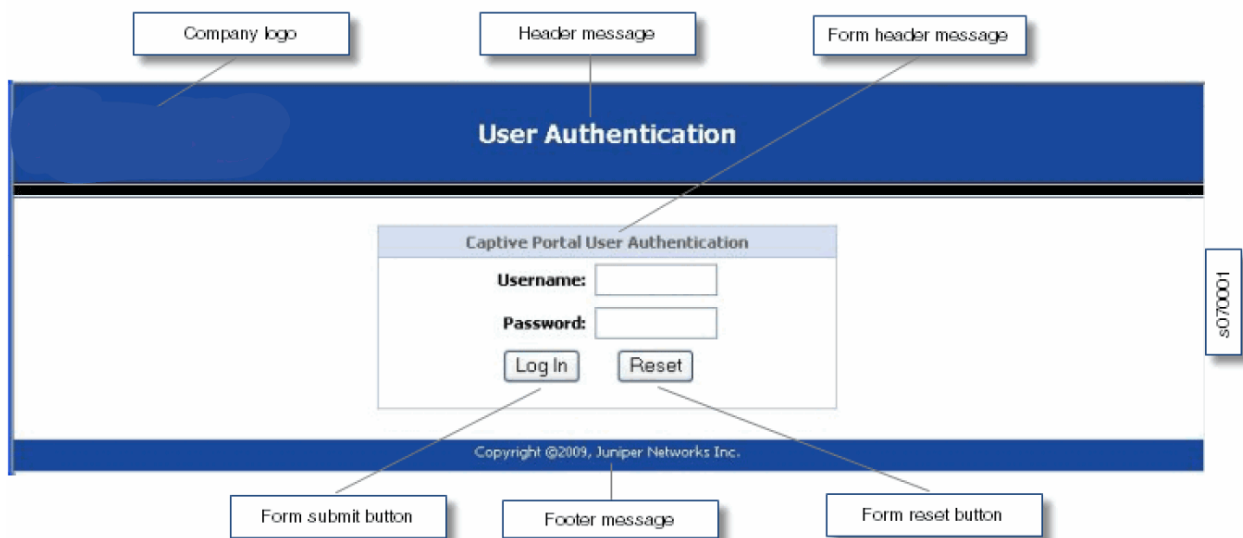 Company logo
Header message
Form header message
User Authentication
Captive Portal User Authentication
Username:
Password:
Log In
Reset
s070001
Copyright ©2009, Juniper Networks Inc.
Form submit button
Footer message
Form reset button